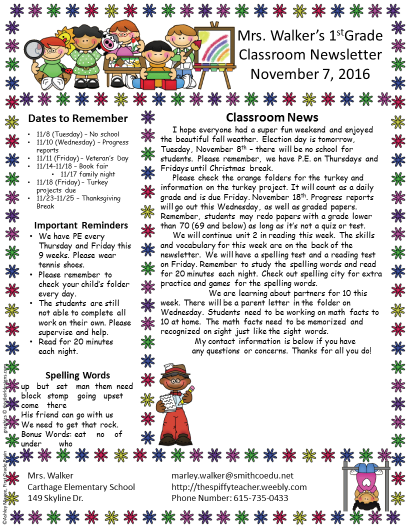 Mrs. Walker's 1st Grade
Classroom Newsletter
November 7, 2016
Dates to Remember
- 11/8 (Tuesday) – No school
- 11/10 (Wednesday) – Progress
reports
- 11/11 (Friday) – Veteran's Day
- 11/14-11/18 – Book fair
• 11/17 family night
- 11/18 (Friday) – Turkey
projects due
- 11/23-11/25 – Thanksgiving
Break
Important Reminders
• We have PE every
Thursday and Friday this
9 weeks. Please wear
tennis shoes.
• Please remember to
check your child's folder
every day.
• The students are still
not able to complete all
work on their own. Please
supervise and help.
• Read for 20 minutes
each night.
Spelling Words
up but sat man them need
block stomp going upset
come there
His friend can go with us
We need to get that rock.
Bonus Words: eat no of
under who
Classroom News
I hope everyone had a super fun weekend and enjoyed
the beautiful fall weather. Election day is tomorrow,
Tuesday, November 8th – there will be no school for
students. Please remember, we have P.E. on Thursdays and
Fridays until Christmas break.
Please check the orange folders for the turkey and
information on the turkey project. It will count as a daily
grade and is due Friday, November 18th. Progress reports
will go out this Wednesday, as well as graded papers.
Remember, students may redo papers with a grade lower
than 70 (69 and below) as long as it's not a quiz or test.
We will continue unit 2 in reading this week. The skills
and vocabulary for this week are on the back of the
newsletter. We will have a spelling test and a reading test
on Friday. Remember to study the spelling words and read
for 20 minutes each night. Check out spelling city for extra
practice and games for the spelling words.
We are learning about partners for 10 this
week. There will be a parent letter in the folder on
Wednesday. Students need to be working on math facts to
10 at home. The math facts need to be memorized and
recognized on sight just like the sight words.
My contact information is below if you have
any questions or concerns. Thanks for all you do!
Mrs. Walker
Carthage Elementary School
149 Skyline Dr.
marley.walker@smithcoedu.net
http://thespiffyteacher.weebly.com
Phone Number: 615-735-0433